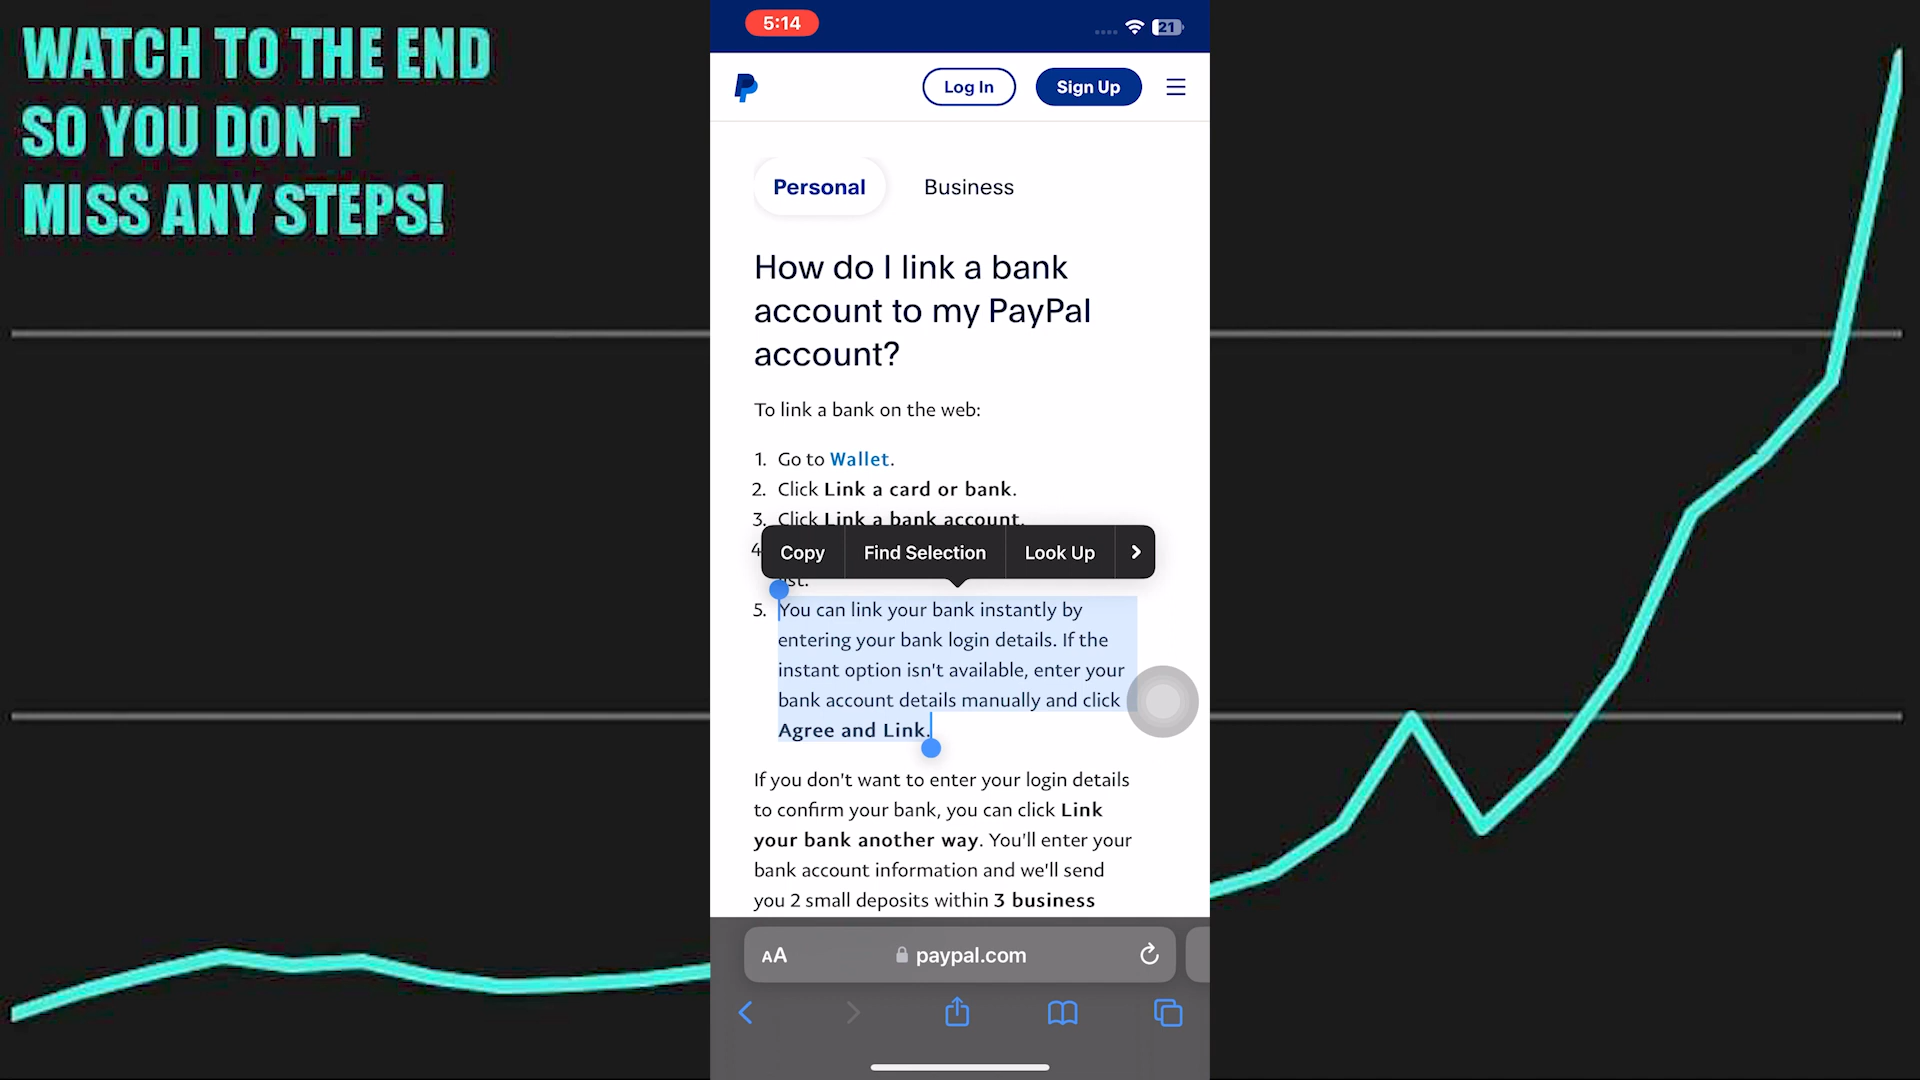 WATCH TO THE END
SO YOU DON'T
MISS ANY STEPS!
5:14
21
Log In
Sign Up
Personal
Business
How do I link a bank
account to my PayPal
account?
To link a bank on the web:
1. Go to Wallet.
2. Click Link a card or bank.
3. Click Link a bank account.
4
Copy
Find Selection
Look Up
5. You can link your bank instantly by
entering your bank login details. If the
instant option isn't available, enter your
bank account details manually and click
Agree and Link.
If you don't want to enter your login details
to confirm your bank, you can click Link
your bank another way. You'll enter your
bank account information and we'll send
you 2 small deposits within 3 business
AA
paypal.com